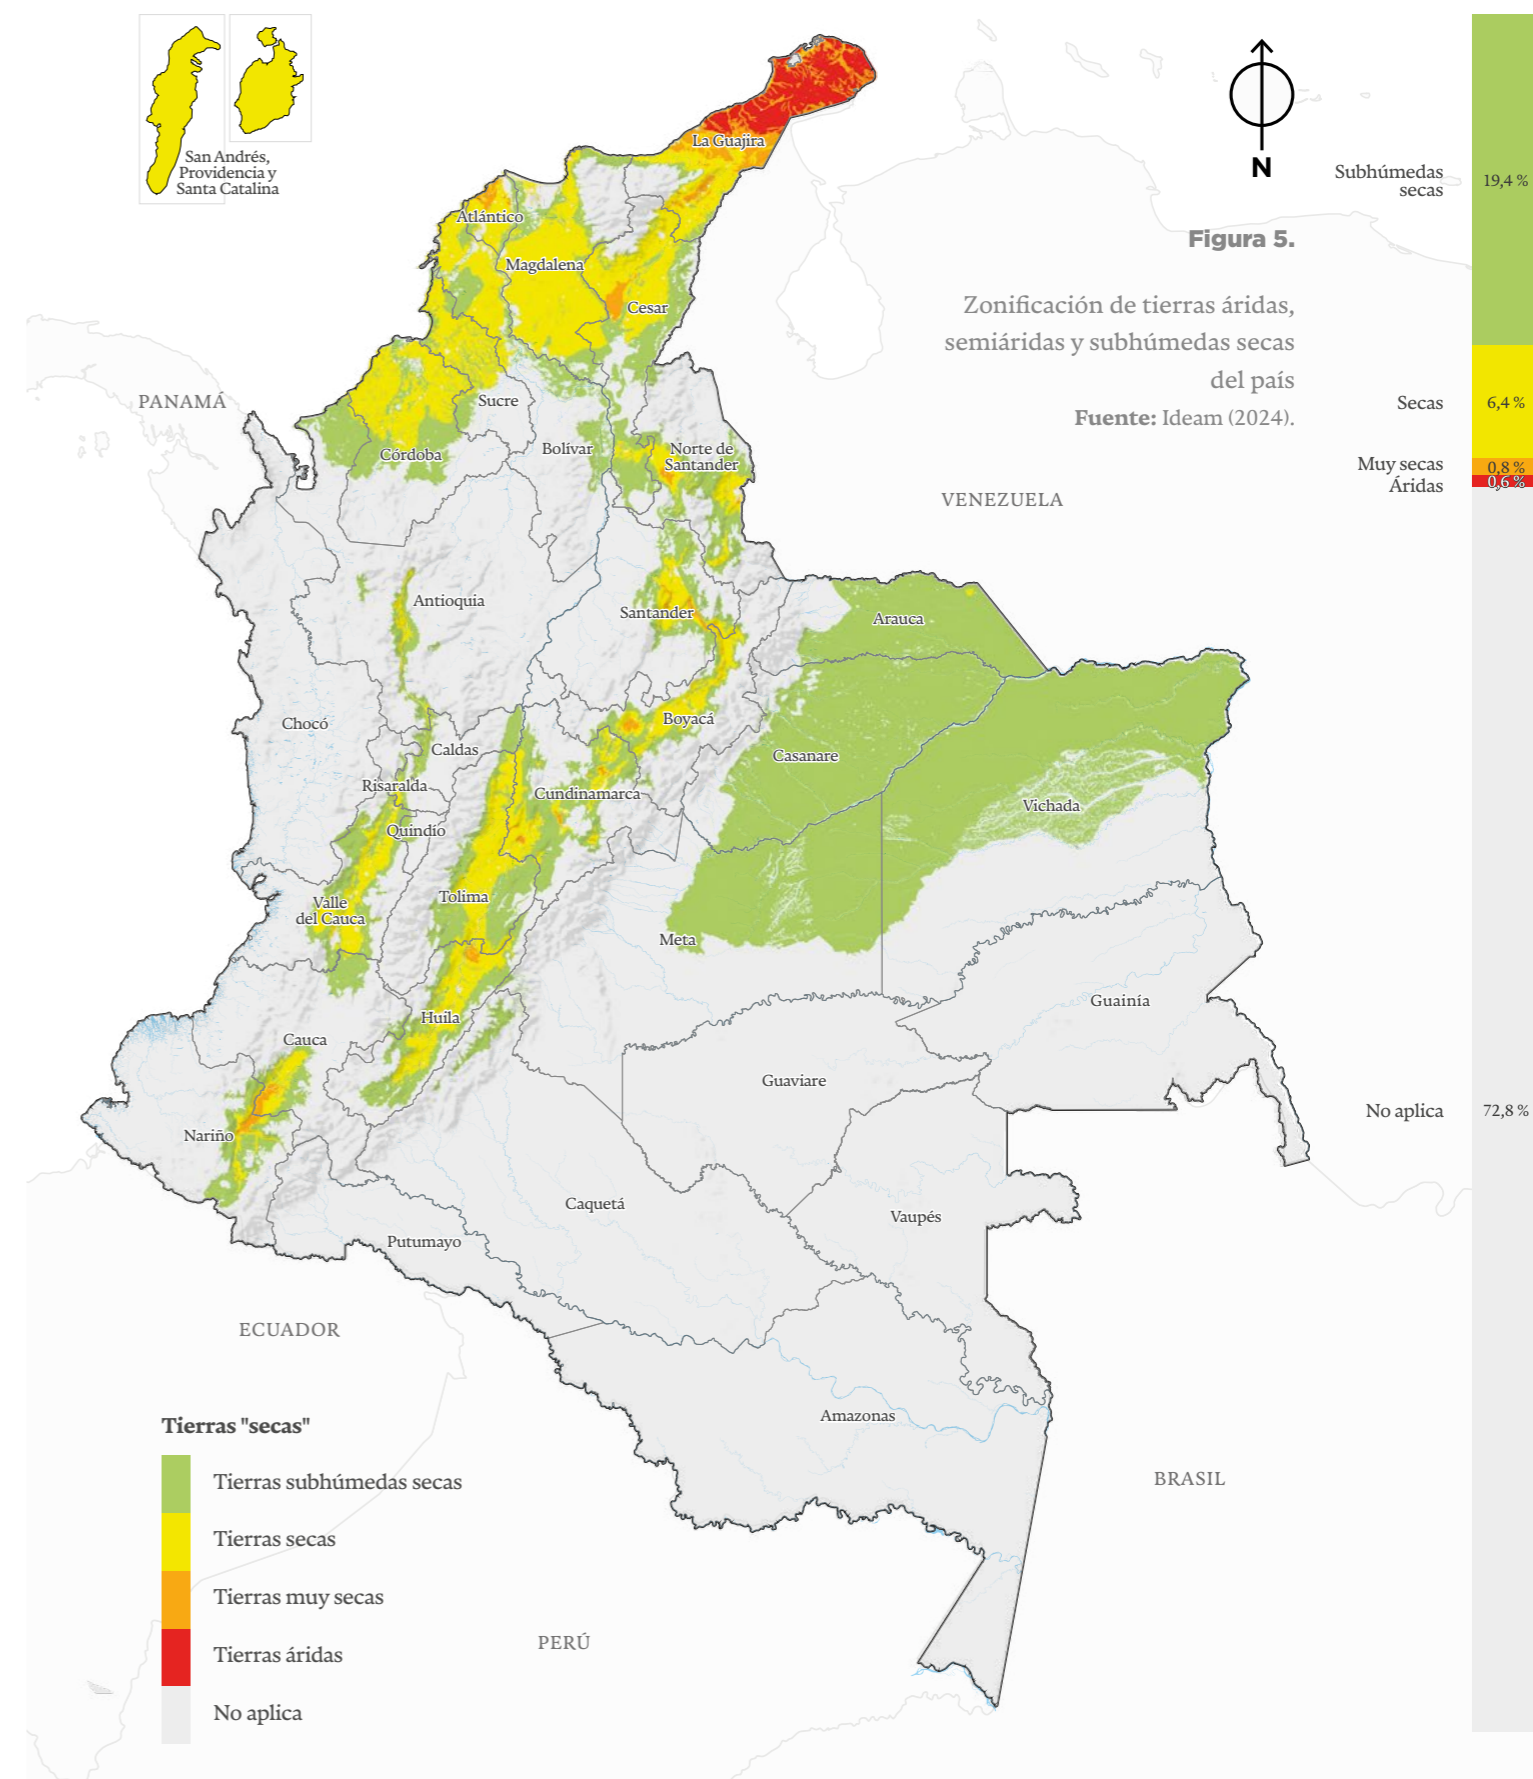 San Andrés,
Providencia y
Santa Catalina
N
Figura 5.
Zonificación de tierras áridas,
semiáridas y subhúmedas secas
del país
Fuente: Ideam (2024).
Subhúmedas
secas
19,4 %
Secas
6,4 %
Muy secas
0,8 %
Áridas
0,6 %
No aplica
72,8 %
La Guajira
Atlántico
Magdalena
Cesar
PANAMÁ
Sucre
Córdoba
Bolívar
Norte de
Santander
VENEZUELA
Antioquia
Santander
Arauca
Chocó
Boyacá
Caldas
Casanare
Risaralda
Cundinamarca
Vichada
Quindío
Tolima
Valle
del Cauca
Meta
Guainía
Huila
Cauca
Guaviare
Nariño
Caquetá
Vaupés
Putumayo
ECUADOR
Amazonas
BRASIL
PERÚ
Tierras "secas"
Tierras subhúmedas secas
Tierras secas
Tierras muy secas
Tierras áridas
No aplica